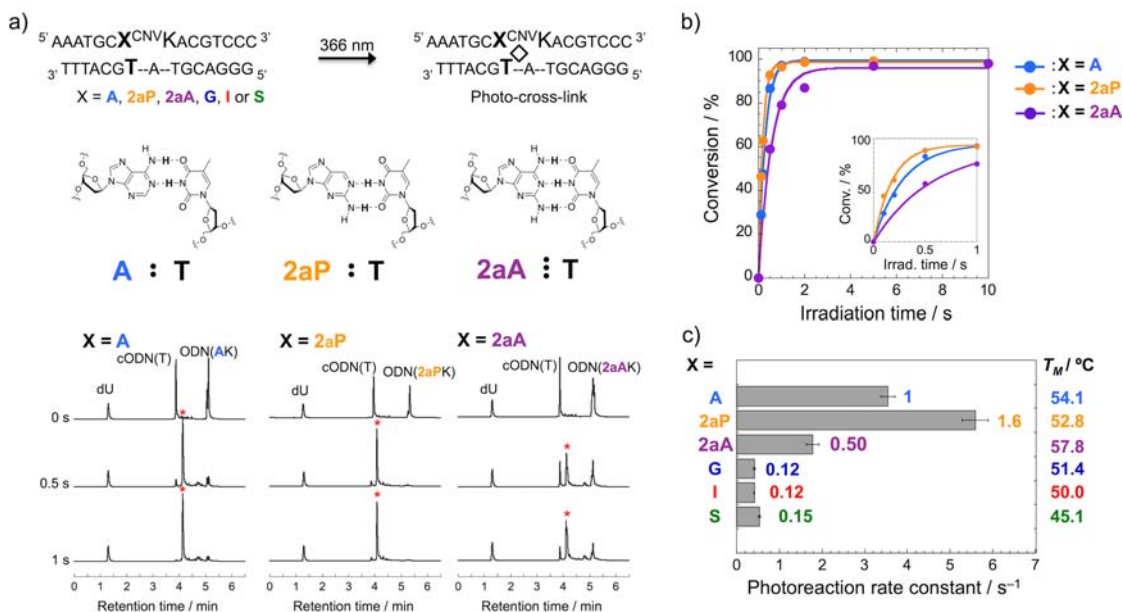 a)
5' AAATGCXCNVKACGTCCC 3'
3' TTTACGT--A--TGCAGGG 5'
X = A, 2aP, 2aA, G, I or S
366 nm
5' AAATGCXCNVKACGTCCC 3'
3' TTTACGT--A--TGCAGGG 5'
Photo-cross-link
A : T
2aP : T
2aA ⋮ T
X = A
cODN(T)
ODN(AK)
dU
X = 2aP
cODN(T)
ODN(2aPK)
dU
X = 2aA
cODN(T)
ODN(2aAK)
dU
0 s
0.5 s
1 s
0 1 2 3 4 5 6
Retention time / min
0 1 2 3 4 5 6
Retention time / min
0 1 2 3 4 5 6
Retention time / min
b)
Conversion / %
100
80
60
40
20
0
0 2 4 6 8 10
Irradiation time / s
:X = A
:X = 2aP
:X = 2aA
Conv. / %
100
50
0
0 0.5 1
Irrad. time / s
c)
X = TM / ºC
A 1 54.1
2aP 1.6 52.8
2aA 0.50 57.8
G 0.12 51.4
I 0.12 50.0
S 0.15 45.1
0 1 2 3 4 5 6 7
Photoreaction rate constant / s–1